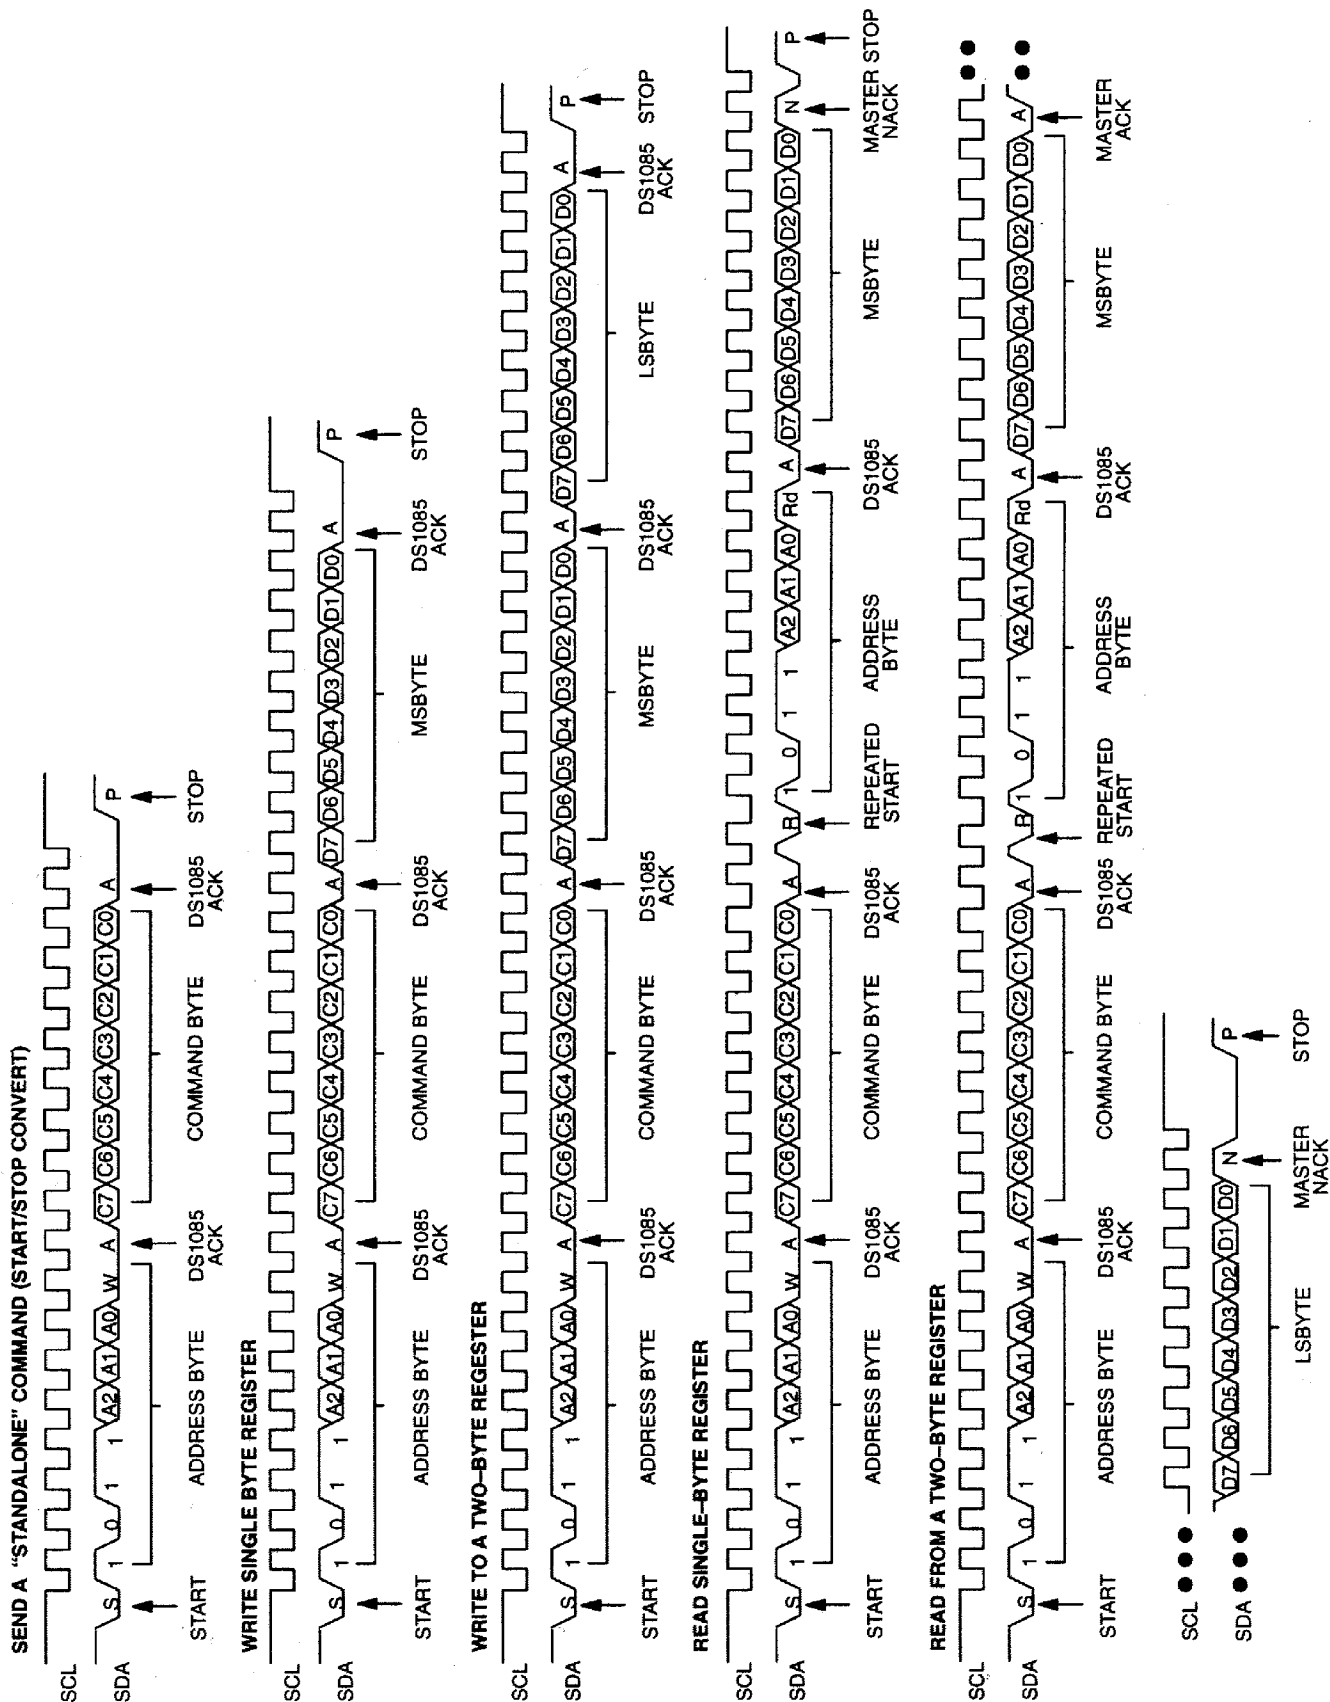 SEND A "STANDALONE" COMMAND (START/STOP CONVERT)
SCL
SDA S 1 0 1 1 A2 A1 A0 W A C7 C6 C5 C4 C3 C2 C1 C0 A P
START ADDRESS BYTE DS1085 COMMAND BYTE DS1085 STOP
ACK ACK
WRITE SINGLE BYTE REGISTER
SCL
SDA S 1 0 1 1 A2 A1 A0 W A C7 C6 C5 C4 C3 C2 C1 C0 A D7 D6 D5 D4 D3 D2 D1 D0 A P
START ADDRESS BYTE DS1085 COMMAND BYTE DS1085 MSBYTE DS1085 STOP
ACK ACK ACK
WRITE TO A TWO–BYTE REGESTER
SCL
SDA S 1 0 1 1 A2 A1 A0 W A C7 C6 C5 C4 C3 C2 C1 C0 A D7 D6 D5 D4 D3 D2 D1 D0 A D7 D6 D5 D4 D3 D2 D1 D0 A P
START ADDRESS BYTE DS1085 COMMAND BYTE DS1085 MSBYTE DS1085 LSBYTE DS1085 STOP
ACK ACK ACK ACK
READ SINGLE–BYTE REGISTER
SCL
SDA S 1 0 1 1 A2 A1 A0 W A C7 C6 C5 C4 C3 C2 C1 C0 A R 1 0 1 1 A2 A1 A0 Rd A D7 D6 D5 D4 D3 D2 D1 D0 N P
START ADDRESS BYTE DS1085 COMMAND BYTE DS1085 REPEATED ADDRESS DS1085 MSBYTE MASTER STOP
ACK ACK START BYTE ACK NACK
READ FROM A TWO–BYTE REGISTER
SCL
SDA S 1 0 1 1 A2 A1 A0 W A C7 C6 C5 C4 C3 C2 C1 C0 A R 1 0 1 1 A2 A1 A0 Rd A D7 D6 D5 D4 D3 D2 D1 D0 A
START ADDRESS BYTE DS1085 COMMAND BYTE DS1085 REPEATED ADDRESS DS1085 MSBYTE MASTER
ACK ACK START BYTE ACK ACK
SCL
SDA D7 D6 D5 D4 D3 D2 D1 D0 N P
LSBYTE MASTER STOP
NACK